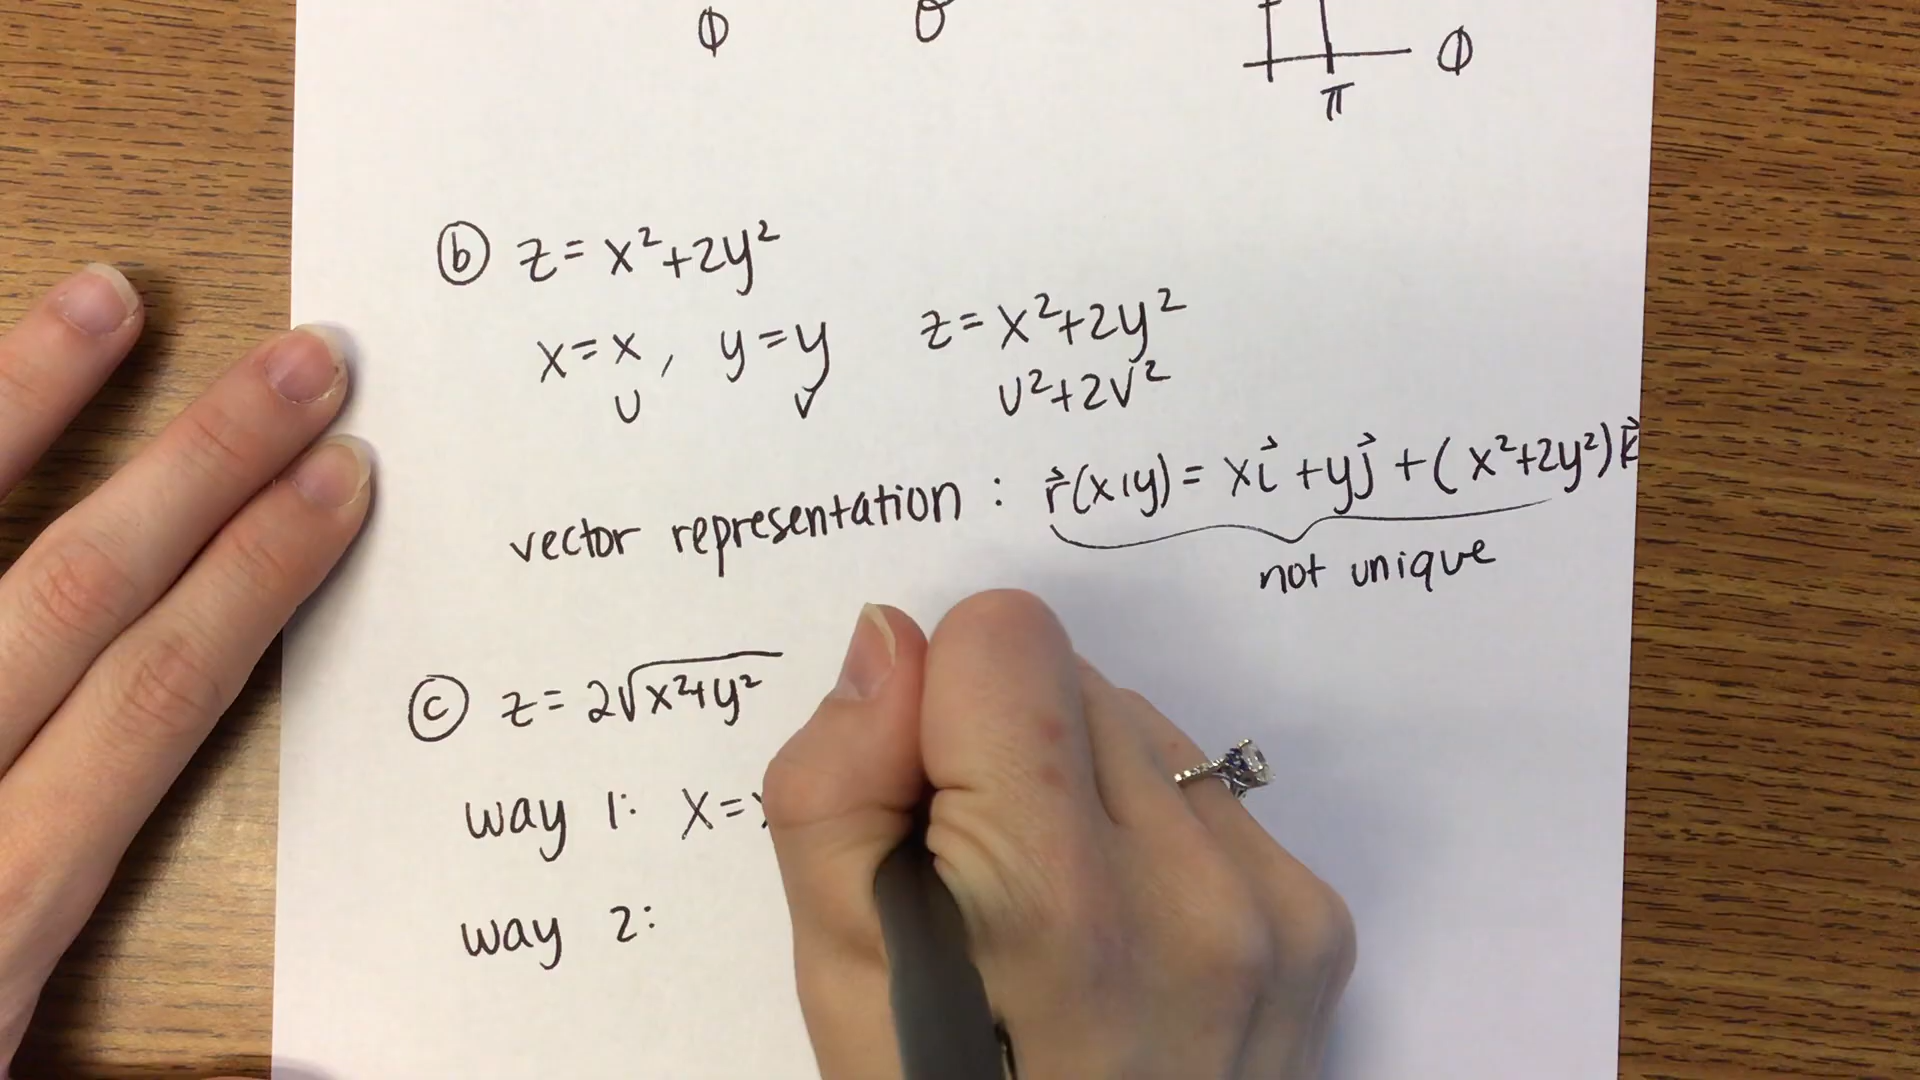 ϕ θ ϕ
π
ⓑ z = x²+2y²
x = x, y = y z = x²+2y²
u v u²+2v²
vector representation : r⃗(x,y) = xi⃗ + yj⃗ + (x²+2y²)k⃗
not unique
ⓒ z = 2√(x²+y²)
way 1: x =
way 2: